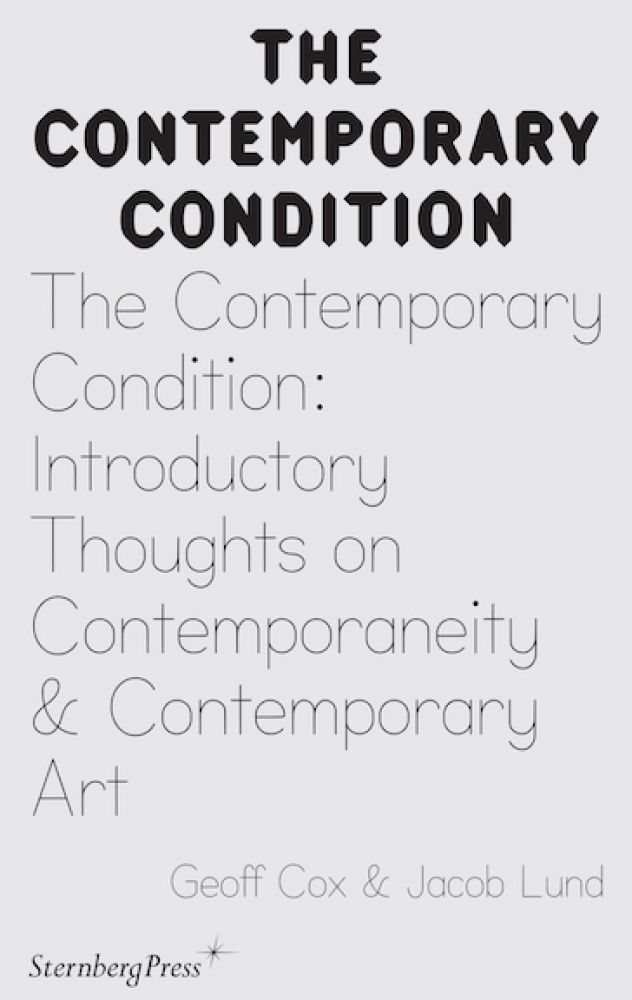 THE
CONTEMPORARY
CONDITION
The Contemporary
Condition:
Introductory
Thoughts on
Contemporaneity
& Contemporary
Art
Geoff Cox & Jacob Lund
SternbergPress